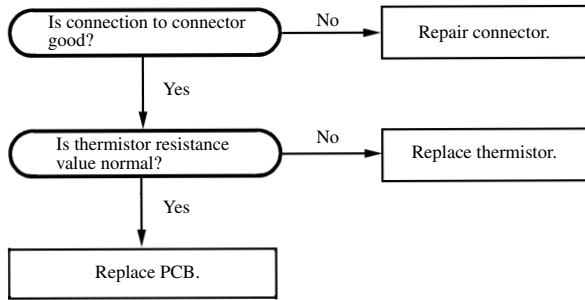 Is connection to connector
good?
No
Repair connector.
Yes
Is thermistor resistance
value normal?
No
Replace thermistor.
Yes
Replace PCB.